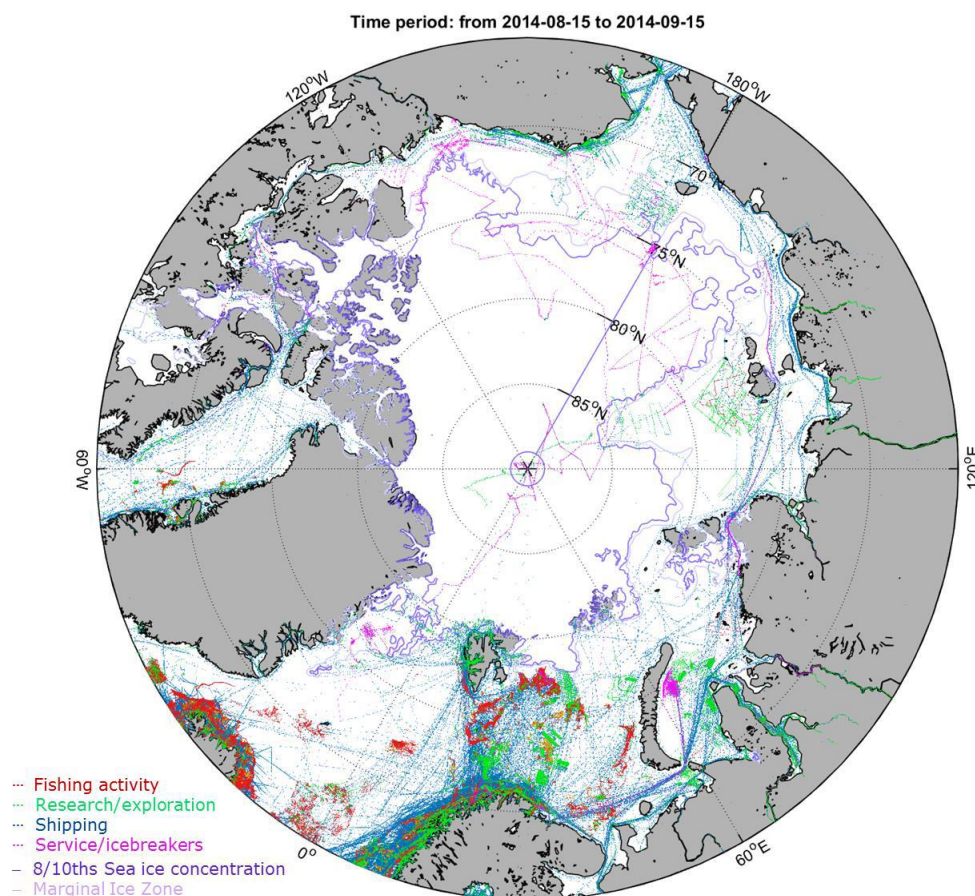 Time period: from 2014-08-15 to 2014-09-15
120°W
180°W
70°N
75°N
80°N
85°N
60°W
120°E
Fishing activity
Research/exploration
Shipping
Service/icebreakers
8/10ths Sea ice concentration
Marginal Ice Zone
0°
60°E